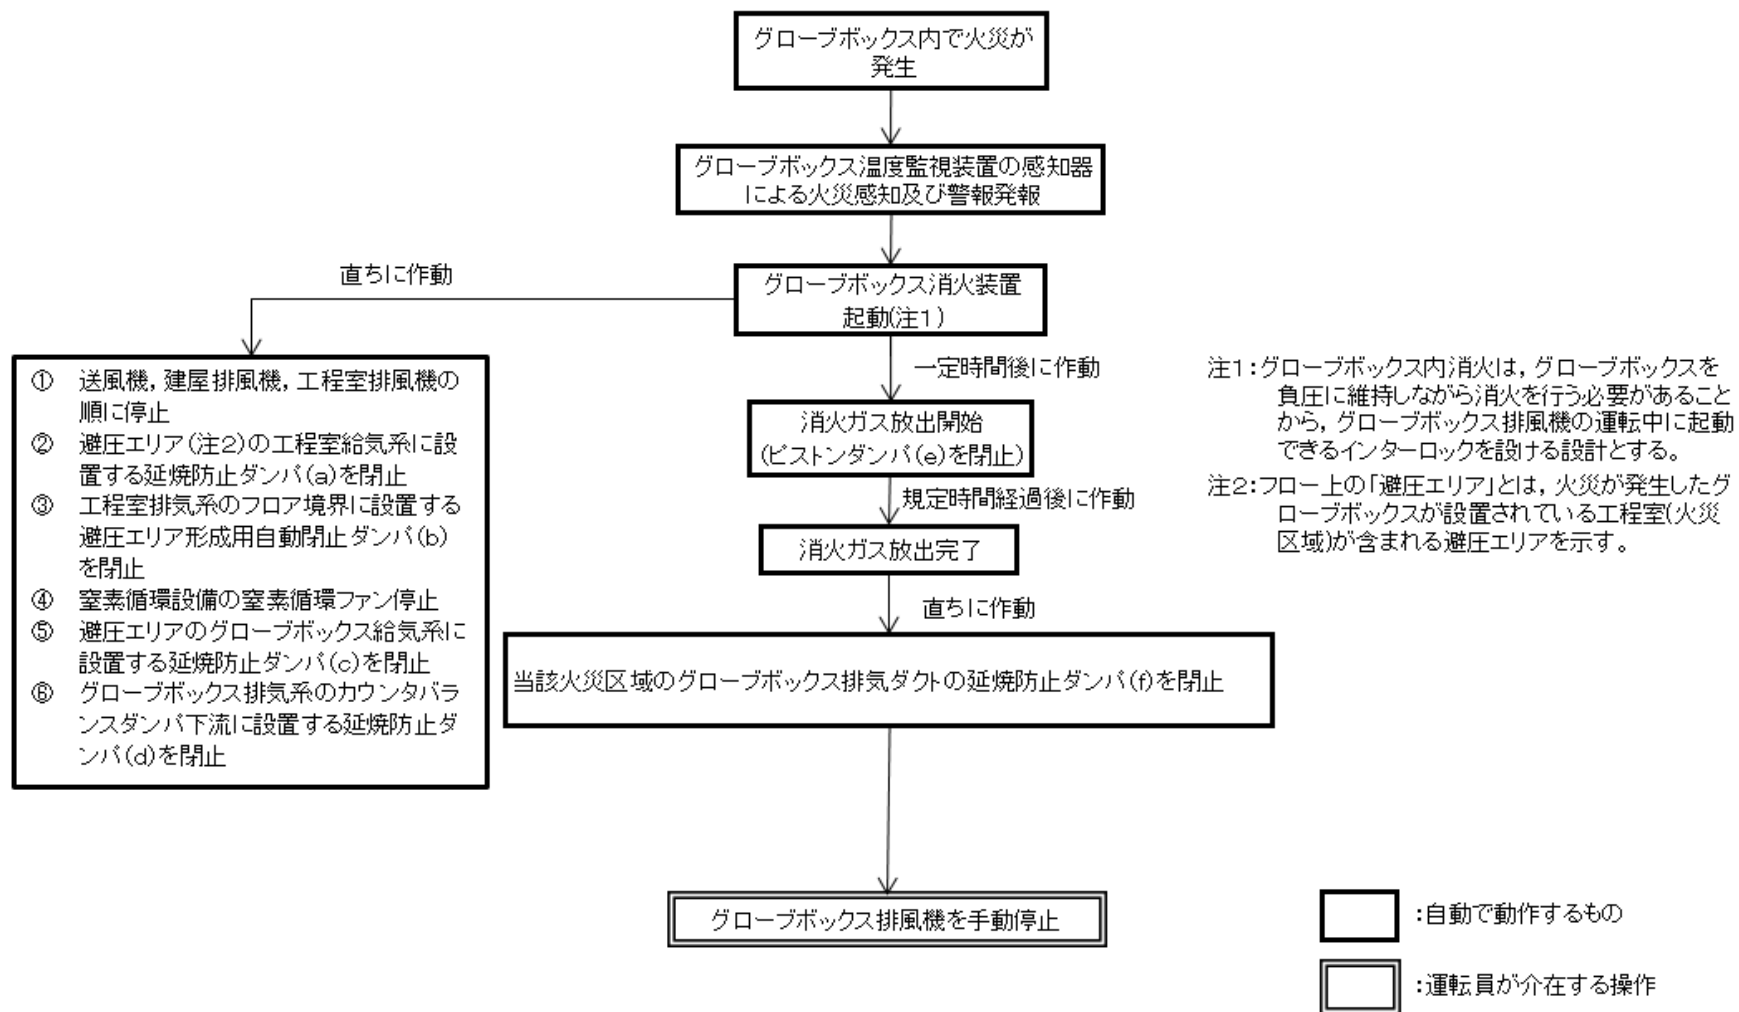 グローブボックス内で火災が
発生
グローブボックス温度監視装置の感知器
による火災感知及び警報発報
直ちに作動
グローブボックス消火装置
起動(注1)
① 送風機,建屋排風機,工程室排風機の
順に停止
② 避圧エリア(注2)の工程室給気系に設
置する延焼防止ダンパ(a)を閉止
③ 工程室排気系のフロア境界に設置する
避圧エリア形成用自動閉止ダンパ(b)
を閉止
④ 窒素循環設備の窒素循環ファン停止
⑤ 避圧エリアのグローブボックス給気系に
設置する延焼防止ダンパ(c)を閉止
⑥ グローブボックス排気系のカウンタバラ
ンスダンパ下流に設置する延焼防止ダ
ンパ(d)を閉止
一定時間後に作動
消火ガス放出開始
(ピストンダンパ(e)を閉止)
規定時間経過後に作動
消火ガス放出完了
直ちに作動
当該火災区域のグローブボックス排気ダクトの延焼防止ダンパ(f)を閉止
グローブボックス排風機を手動停止
注1:グローブボックス内消火は,グローブボックスを
負圧に維持しながら消火を行う必要があること
から,グローブボックス排風機の運転中に起動
できるインターロックを設ける設計とする。
注2:フロー上の「避圧エリア」とは,火災が発生したグ
ローブボックスが設置されている工程室(火災
区域)が含まれる避圧エリアを示す。
:自動で動作するもの
:運転員が介在する操作